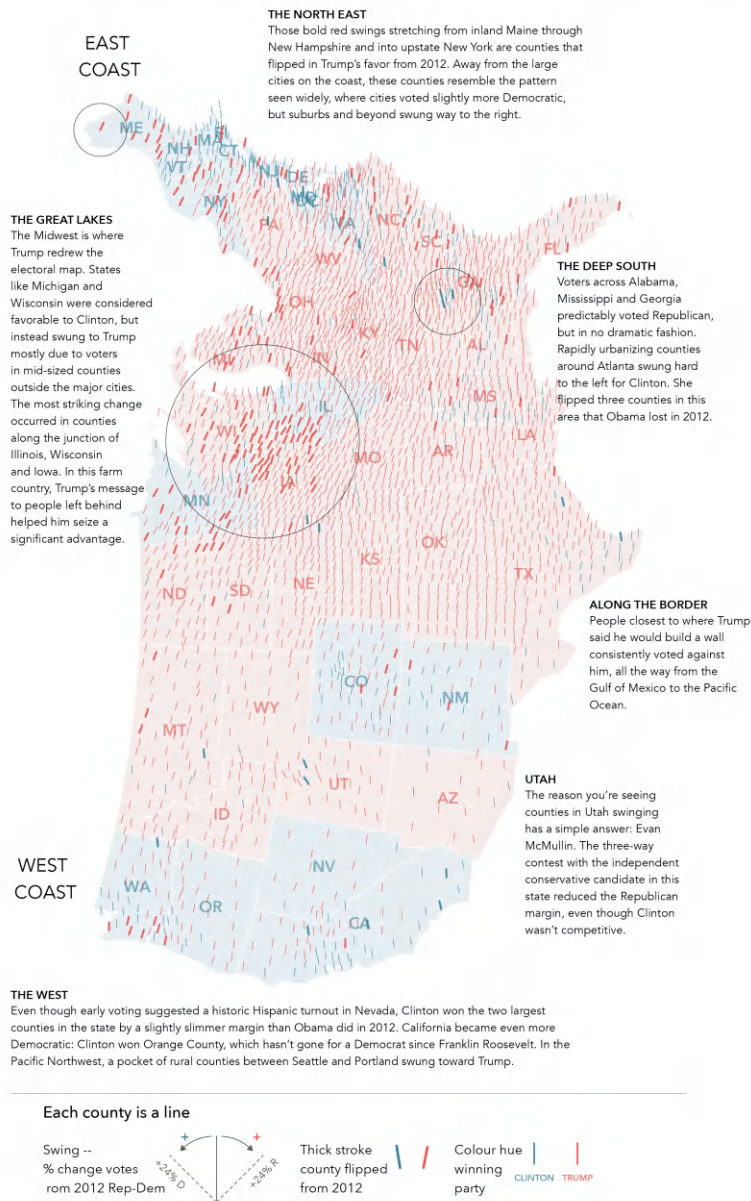 THE NORTH EAST
Those bold red swings stretching from inland Maine through
New Hampshire and into upstate New York are counties that
flipped in Trump's favor from 2012. Away from the large
cities on the coast, these counties resemble the pattern
seen widely, where cities voted slightly more Democratic,
but suburbs and beyond swung way to the right.
EAST
COAST
ME
NH
MA
RI
VT
CT
NJ
DE
NY
MD
DC
PA
VA
NC
WV
SC
FL
THE GREAT LAKES
The Midwest is where
Trump redrew the
electoral map. States
like Michigan and
Wisconsin were considered
favorable to Clinton, but
instead swung to Trump
mostly due to voters
in mid-sized counties
outside the major cities.
The most striking change
occurred in counties
along the junction of
Illinois, Wisconsin
and Iowa. In this farm
country, Trump's message
to people left behind
helped him seize a
significant advantage.
THE DEEP SOUTH
Voters across Alabama,
Mississippi and Georgia
predictably voted Republican,
but in no dramatic fashion.
Rapidly urbanizing counties
around Atlanta swung hard
to the left for Clinton. She
flipped three counties in this
area that Obama lost in 2012.
OH
KY
TN
AL
MI
IN
IL
MS
WI
MO
AR
LA
IA
MN
KS
OK
TX
ND
SD
NE
ALONG THE BORDER
People closest to where Trump
said he would build a wall
consistently voted against
him, all the way from the
Gulf of Mexico to the Pacific
Ocean.
CO
NM
WY
MT
UT
AZ
ID
UTAH
The reason you're seeing
counties in Utah swinging
has a simple answer: Evan
McMullin. The three-way
contest with the independent
conservative candidate in this
state reduced the Republican
margin, even though Clinton
wasn't competitive.
WEST
COAST
WA
OR
NV
CA
THE WEST
Even though early voting suggested a historic Hispanic turnout in Nevada, Clinton won the two largest
counties in the state by a slightly slimmer margin than Obama did in 2012. California became even more
Democratic: Clinton won Orange County, which hasn't gone for a Democrat since Franklin Roosevelt. In the
Pacific Northwest, a pocket of rural counties between Seattle and Portland swung toward Trump.
Each county is a line
Swing --
% change votes
rom 2012 Rep-Dem
+
+
+24% D
+24% R
Thick stroke
county flipped
from 2012
Colour hue
winning
party
CLINTON
TRUMP